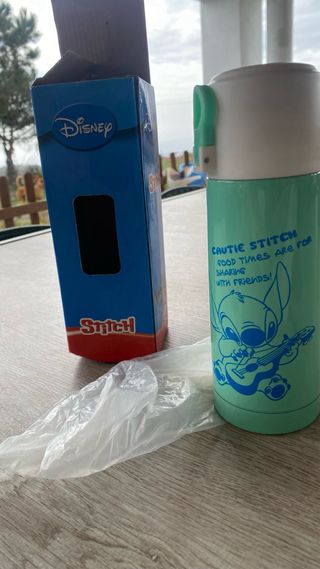 Disney
Stitch
CAUTIE STITCH
GOOD TIMES ARE FOR
SHARING
WITH FRIENDS!